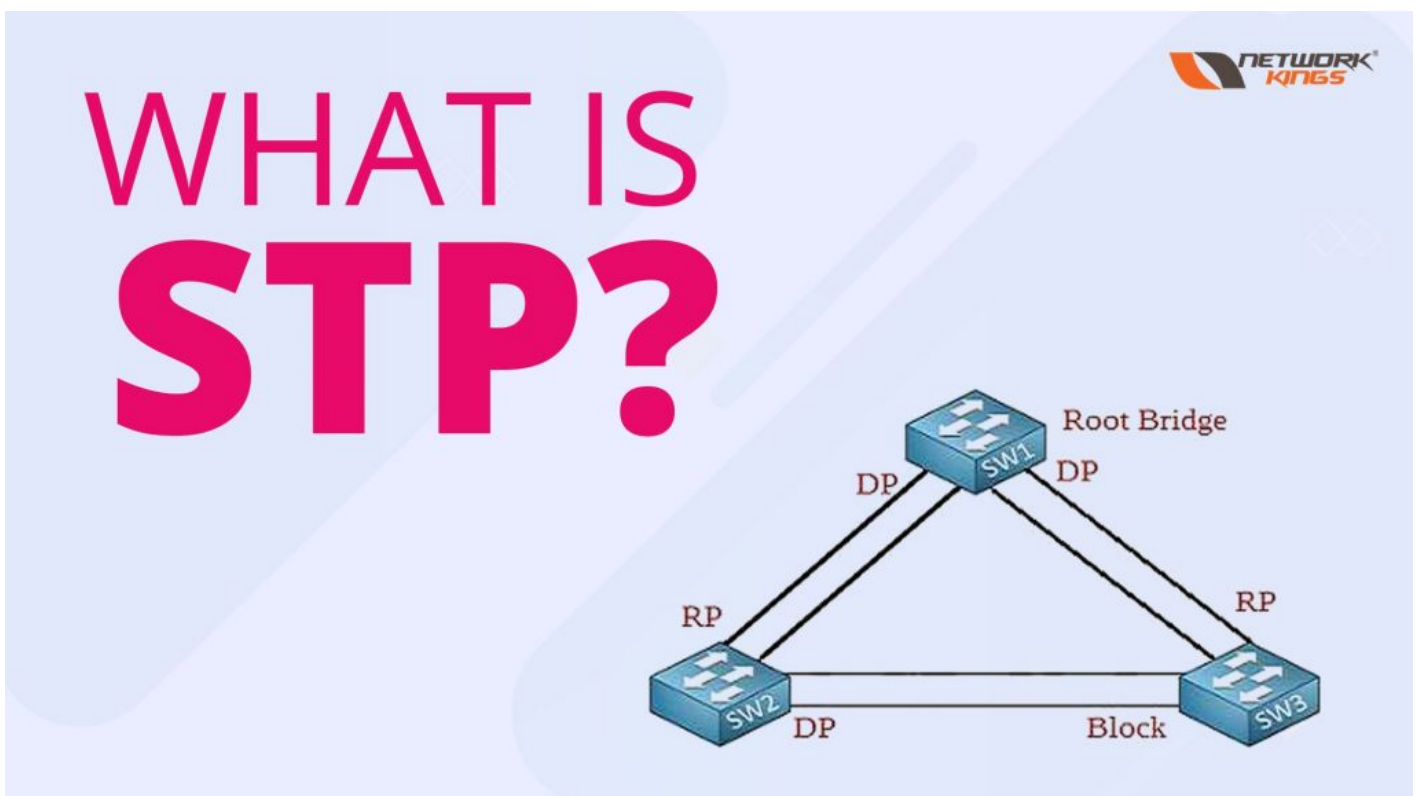 NETWORK®
KINGS
WHAT IS
STP?
Root Bridge
SW1
DP
DP
RP
RP
SW2
SW3
DP
Block